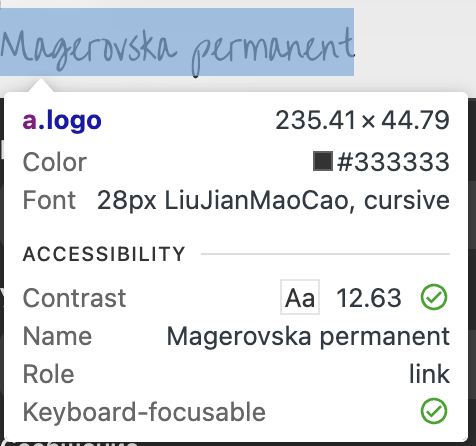 Magerovska permanent
a.logo 235.41 × 44.79
Color #333333
Font 28px LiuJianMaoCao, cursive
ACCESSIBILITY
Contrast Aa 12.63
Name Magerovska permanent
Role link
Keyboard-focusable